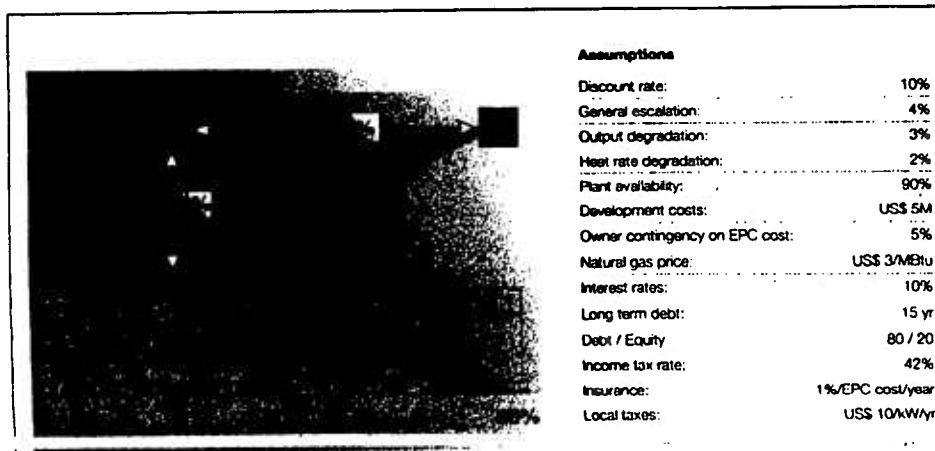 Assumptions
Discount rate: 10%
General escalation: 4%
Output degradation: 3%
Heat rate degradation: 2%
Plant availability: 90%
Development costs: US$ 5M
Owner contingency on EPC cost: 5%
Natural gas price: US$ 3/MBtu
Interest rates: 10%
Long term debt: 15 yr
Debt / Equity 80 / 20
Income tax rate: 42%
Insurance: 1%/EPC cost/year
Local taxes: US$ 10/kW/yr